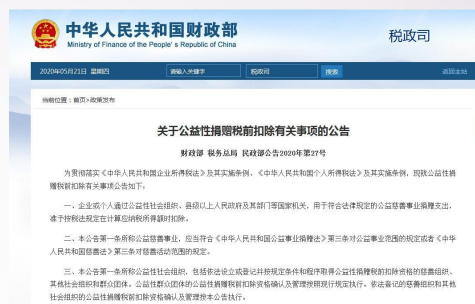 中华人民共和国财政部
Ministry of Finance of the People's Republic of China
税政司
2020年05月21日 星期四
请输入关键字
税政司
搜索
返回主站
当前位置：首页>政策发布
关于公益性捐赠税前扣除有关事项的公告
财政部 税务总局 民政部公告2020年第27号
为贯彻落实《中华人民共和国企业所得税法》及其实施条例、《中华人民共和国个人所得税法》及其实施条例，现就公益性捐
赠税前扣除有关事项公告如下：
一、企业或个人通过公益性社会组织、县级以上人民政府及其部门等国家机关，用于符合法律规定的公益慈善事业捐赠支出，
准予按税法规定在计算应纳税所得额时扣除。
二、本公告第一条所称公益慈善事业，应当符合《中华人民共和国公益事业捐赠法》第三条对公益事业范围的规定或者《中华
人民共和国慈善法》第三条对慈善活动范围的规定。
三、本公告第一条所称公益性社会组织，包括依法设立或登记并按规定条件和程序取得公益性捐赠税前扣除资格的慈善组织、
其他社会组织和群众团体。公益性群众团体的公益性捐赠税前扣除资格确认及管理按照现行规定执行。依法登记的慈善组织和其他
社会组织的公益性捐赠税前扣除资格确认及管理按本公告执行。